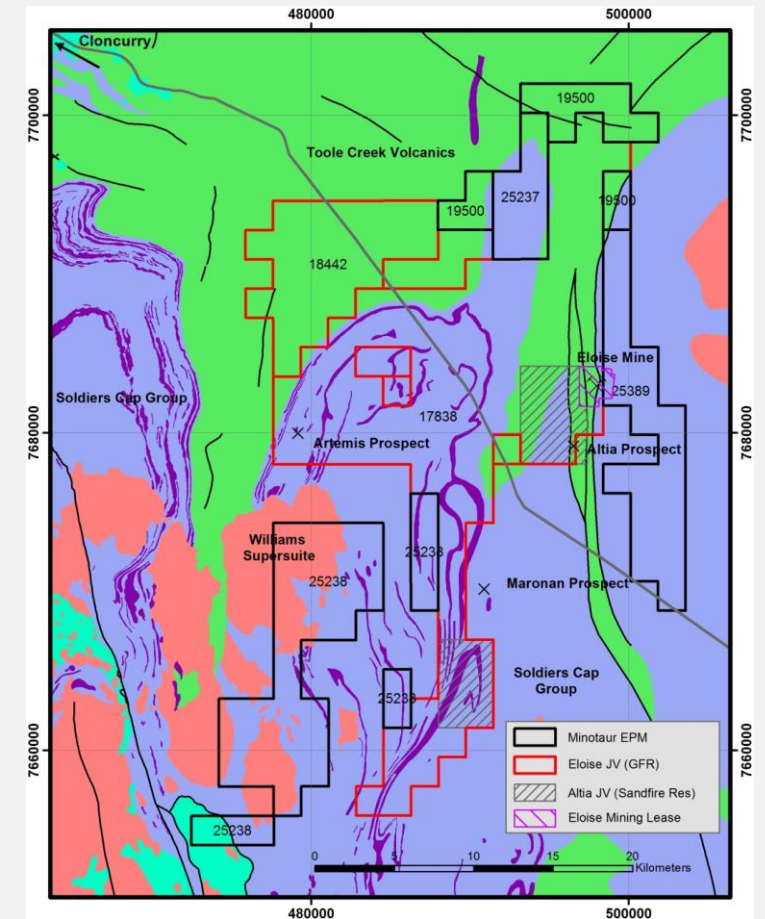 480000
500000
Cloncurry
19500
7700000
7700000
Toole Creek Volcanics
25237
19500
19500
18442
Eloise Mine
25389
Soldiers Cap Group
17838
7680000
7680000
Artemis Prospect
Altia Prospect
Williams
Supersuite
25238
25238
Maronan Prospect
Soldiers Cap
Group
25238
Minotaur EPM
Eloise JV (GFR)
Altia JV (Sandfire Res)
Eloise Mining Lease
7660000
7660000
25238
0
5
10
15
20
Kilometers
480000
500000